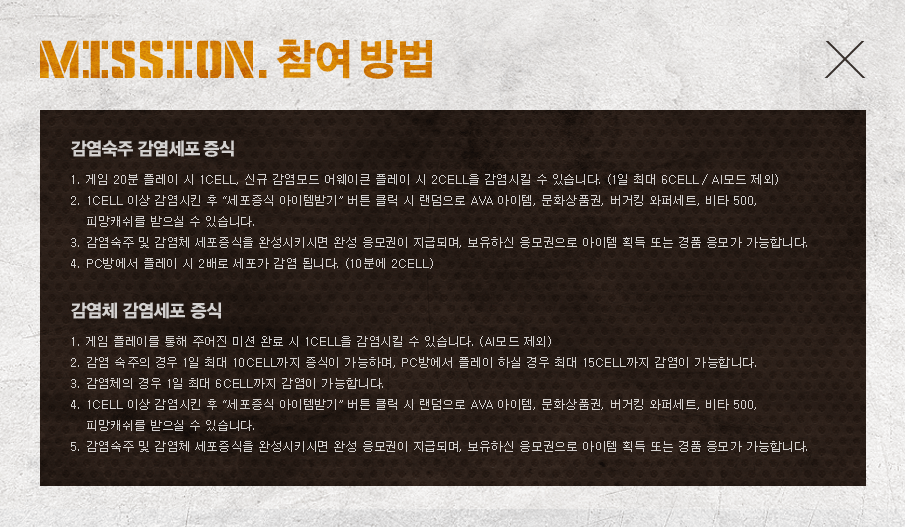 MISSION. 참여 방법
감염숙주 감염세포 증식
1. 게임 20분 플레이 시 1CELL, 신규 감염모드 어웨이큰 플레이 시 2CELL을 감염시킬 수 있습니다. (1일 최대 6CELL / AI모드 제외)
2. 1CELL 이상 감염시킨 후 "세포증식 아이템받기" 버튼 클릭 시 랜덤으로 AVA 아이템, 문화상품권, 버거킹 와퍼세트, 비타 500,
피망캐쉬를 받으실 수 있습니다.
3. 감염숙주 및 감염체 세포증식을 완성시키시면 완성 응모권이 지급되며, 보유하신 응모권으로 아이템 획득 또는 경품 응모가 가능합니다.
4. PC방에서 플레이 시 2배로 세포가 감염 됩니다. (10분에 2CELL)
감염체 감염세포 증식
1. 게임 플레이를 통해 주어진 미션 완료 시 1CELL을 감염시킬 수 있습니다. (AI모드 제외)
2. 감염 숙주의 경우 1일 최대 10CELL까지 증식이 가능하며, PC방에서 플레이 하실 경우 최대 15CELL까지 감염이 가능합니다.
3. 감염체의 경우 1일 최대 6CELL까지 감염이 가능합니다.
4. 1CELL 이상 감염시킨 후 "세포증식 아이템받기" 버튼 클릭 시 랜덤으로 AVA 아이템, 문화상품권, 버거킹 와퍼세트, 비타 500,
피망캐쉬를 받으실 수 있습니다.
5. 감염숙주 및 감염체 세포증식을 완성시키시면 완성 응모권이 지급되며, 보유하신 응모권으로 아이템 획득 또는 경품 응모가 가능합니다.